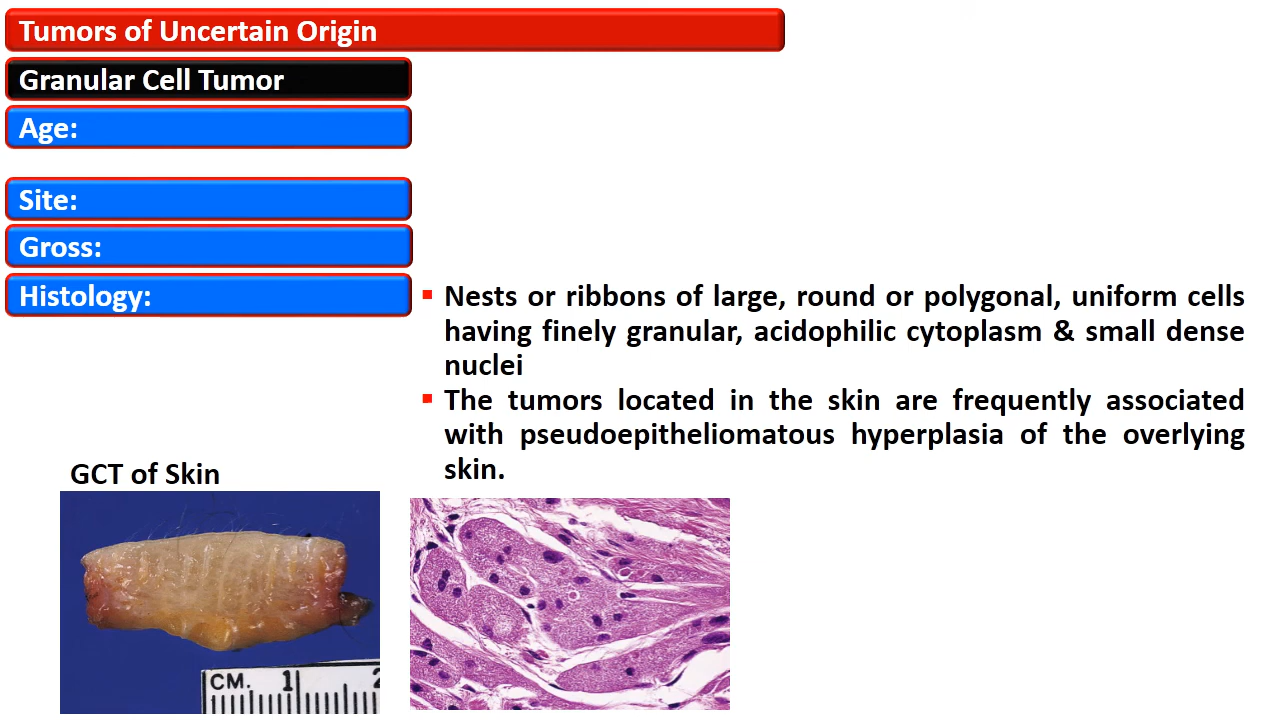 Tumors of Uncertain Origin
Granular Cell Tumor
Age:
Site:
Gross:
Histology:
▪ Nests or ribbons of large, round or polygonal, uniform cells
having finely granular, acidophilic cytoplasm & small dense
nuclei
▪ The tumors located in the skin are frequently associated
with pseudoepitheliomatous hyperplasia of the overlying
skin.
GCT of Skin
CM. 1 2